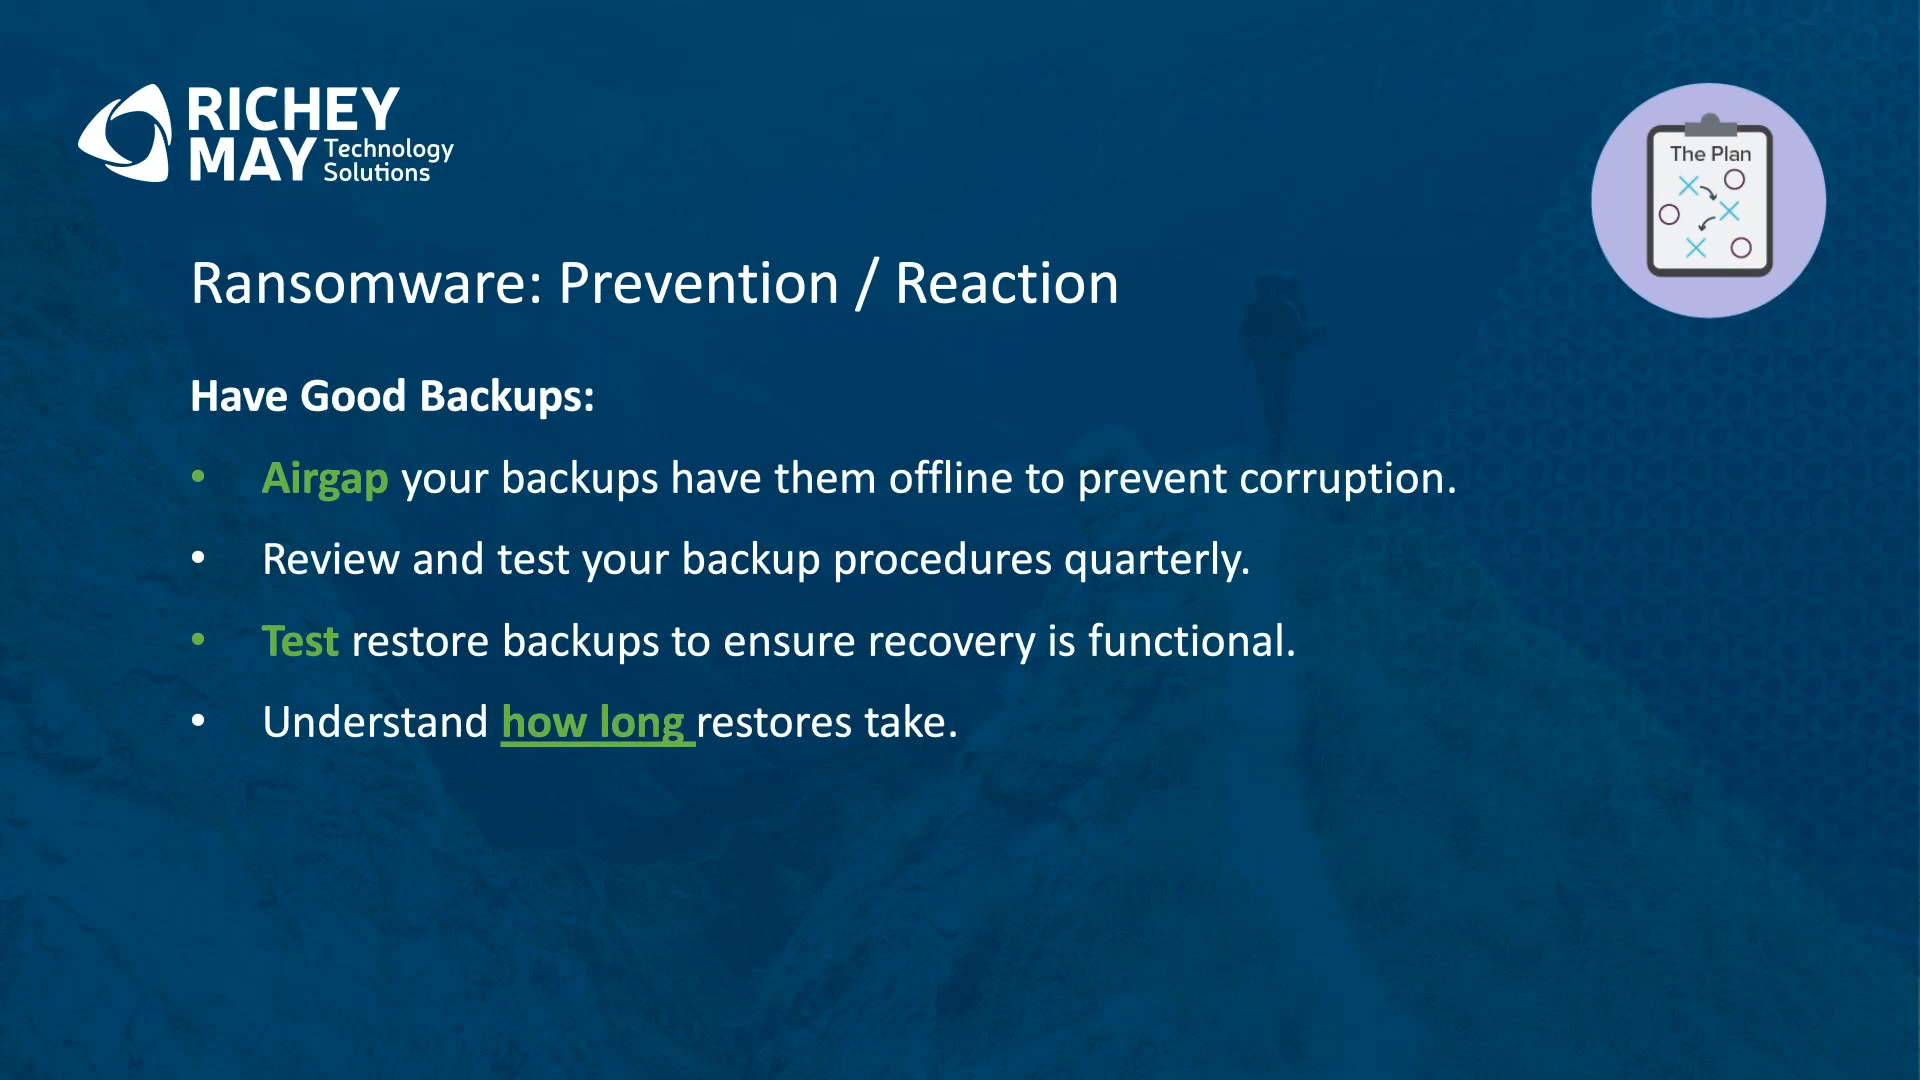 RICHEY
MAY Technology
Solutions
The Plan
Ransomware: Prevention / Reaction
Have Good Backups:
• Airgap your backups have them offline to prevent corruption.
• Review and test your backup procedures quarterly.
• Test restore backups to ensure recovery is functional.
• Understand how long restores take.